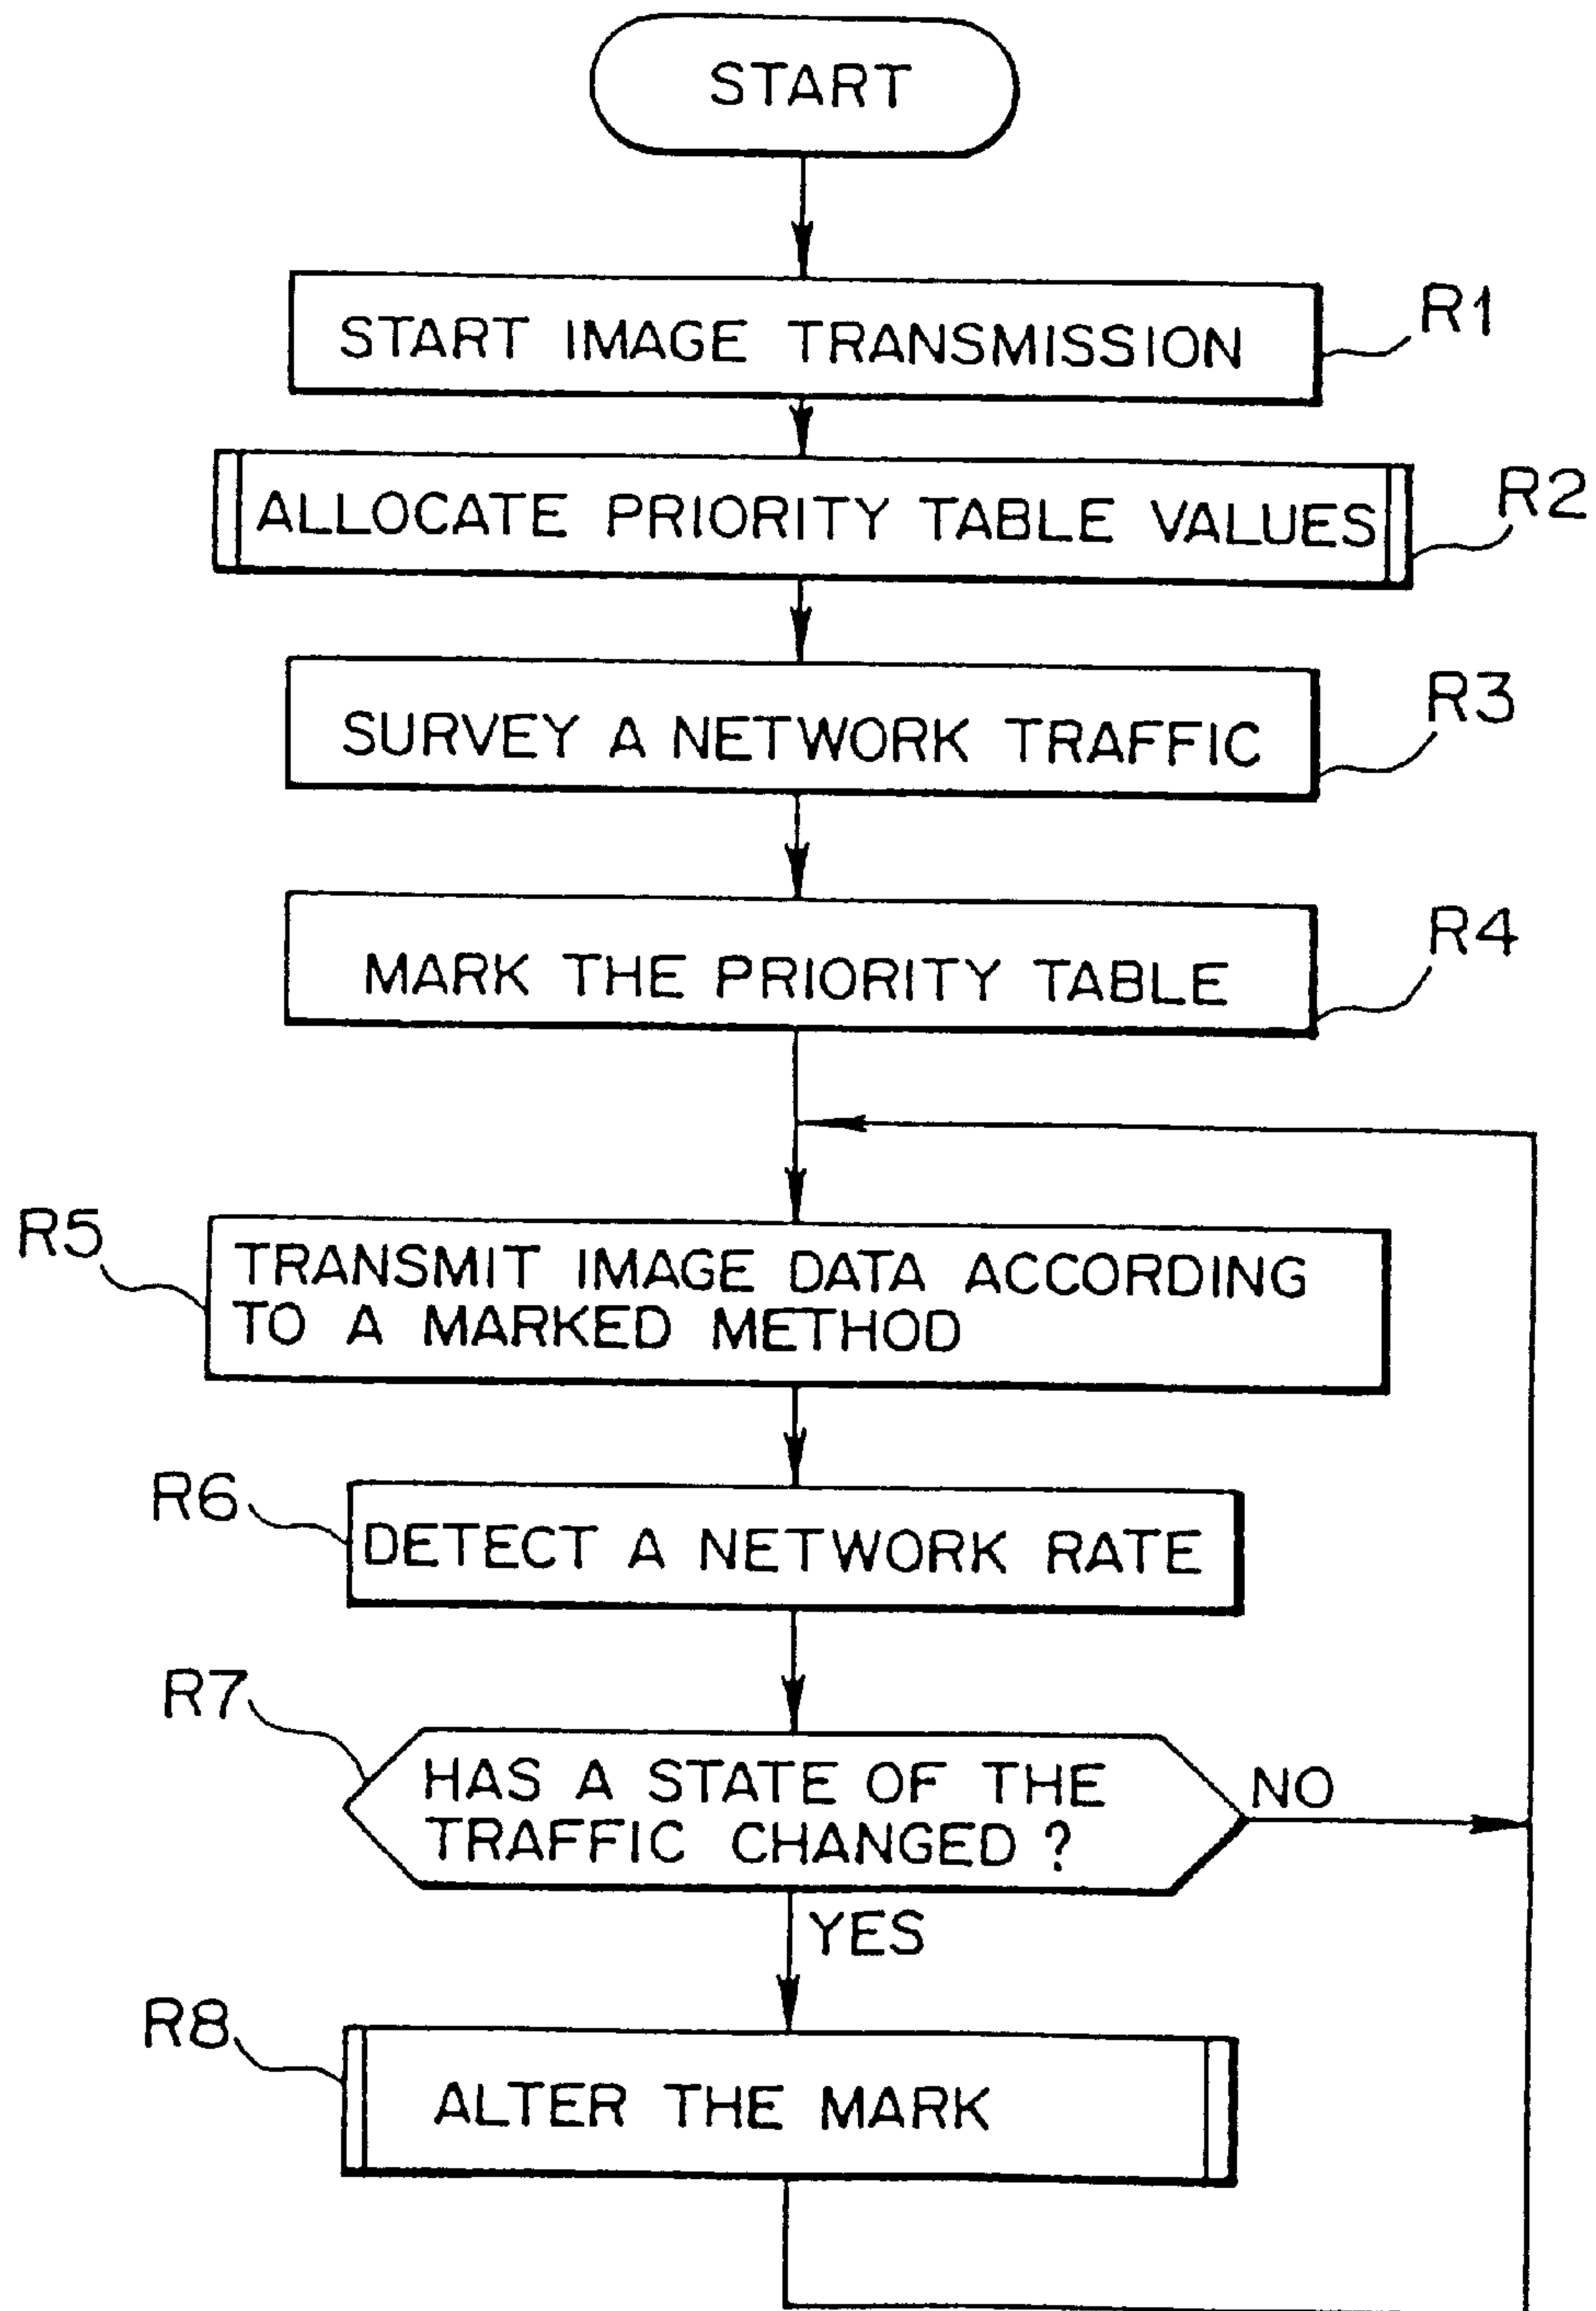 START
START IMAGE TRANSMISSION
R1
ALLOCATE PRIORITY TABLE VALUES
R2
SURVEY A NETWORK TRAFFIC
R3
MARK THE PRIORITY TABLE
R4
R5
TRANSMIT IMAGE DATA ACCORDING
TO A MARKED METHOD
R6
DETECT A NETWORK RATE
R7
HAS A STATE OF THE
TRAFFIC CHANGED ?
NO
YES
R8
ALTER THE MARK